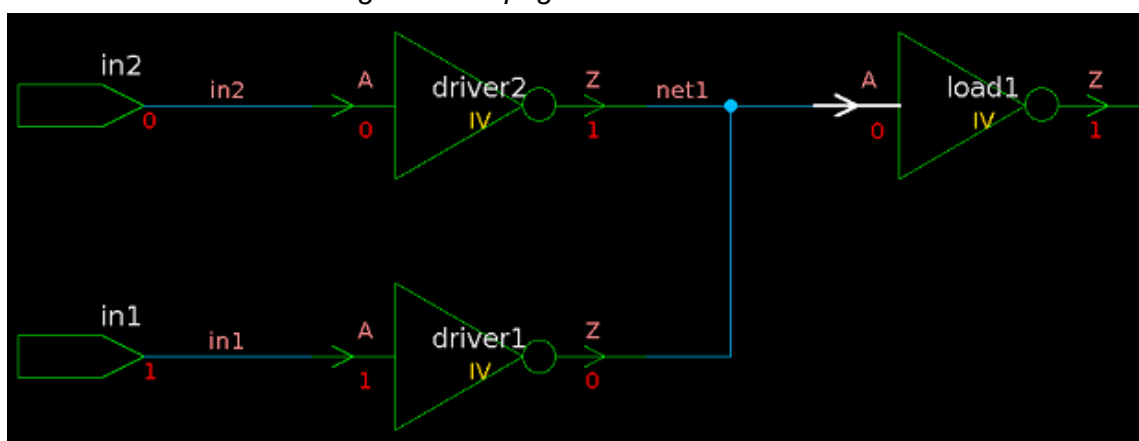 in2
in2 A driver2 Z net1 A load1 Z
0 0 IV 1 0 IV 1
in1
in1 A driver1 Z
1 1 IV 0